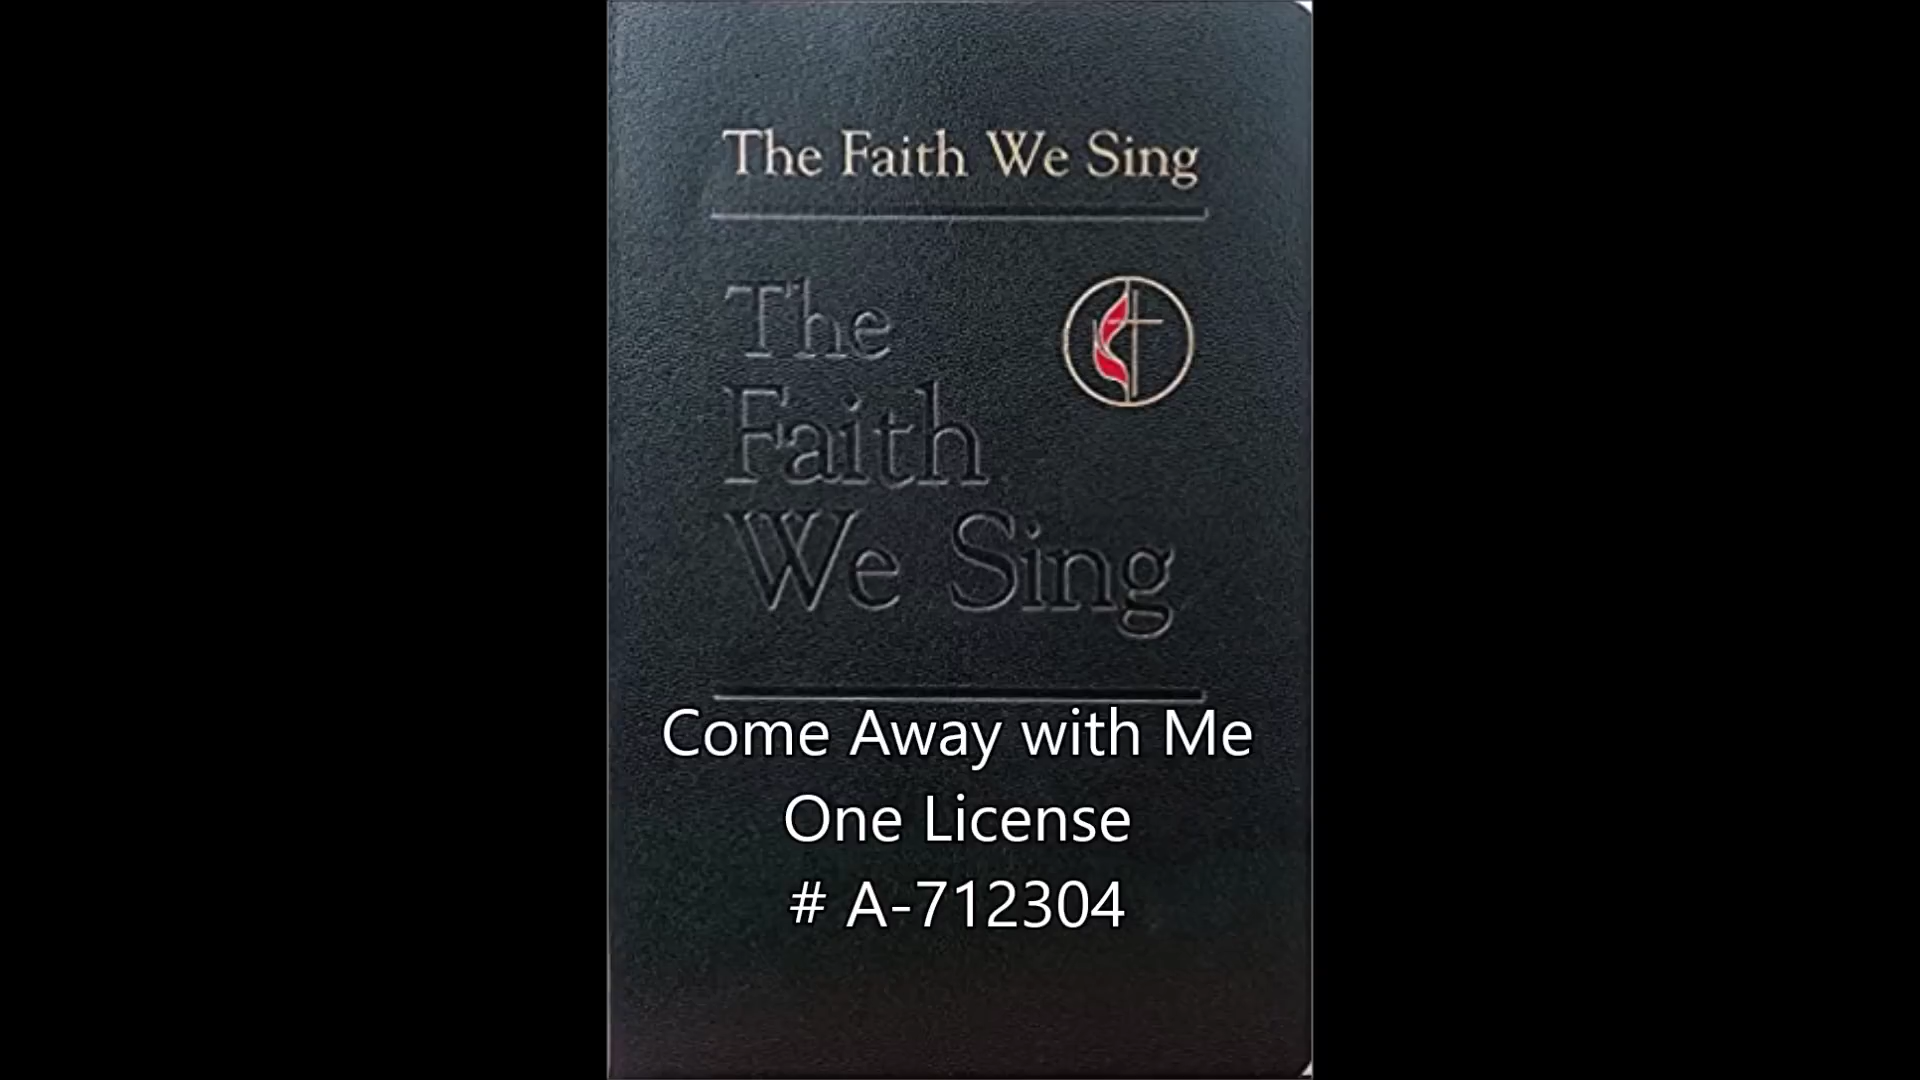 The Faith We Sing
The
Faith
We Sing
Come Away with Me
One License
# A-712304